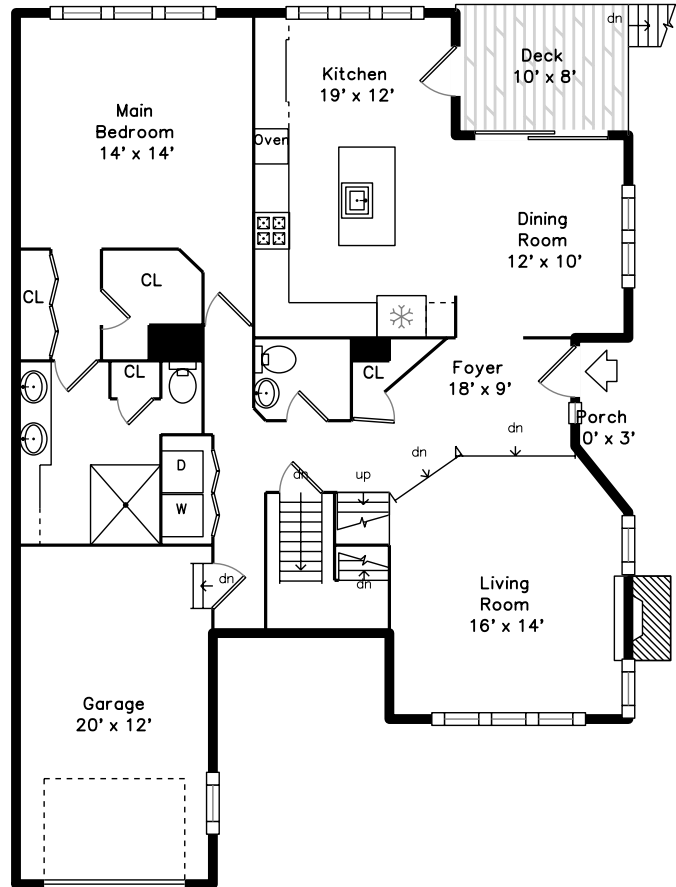 dn
Deck
10' x 8'
Kitchen
19' x 12'
Main
Bedroom
14' x 14'
Oven
Dining
Room
12' x 10'
CL
CL
CL
CL
Foyer
18' x 9'
Porch
0' x 3'
dn
dn
dn
up
D
W
dn
dn
Living
Room
16' x 14'
Garage
20' x 12'